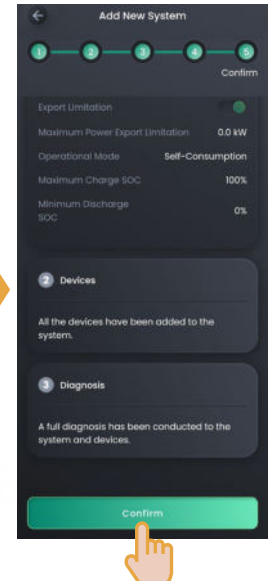 Add New System
1
2
3
4
5
Confirm
Export Limitation
Maximum Power Export Limitation 0.0 kW
Operational Mode Self-Consumption
Maximum Charge SOC 100%
Minimum Discharge
SOC 0%
2 Devices
All the devices have been added to the
system.
3 Diagnosis
A full diagnosis has been conducted to the
system and devices.
Confirm